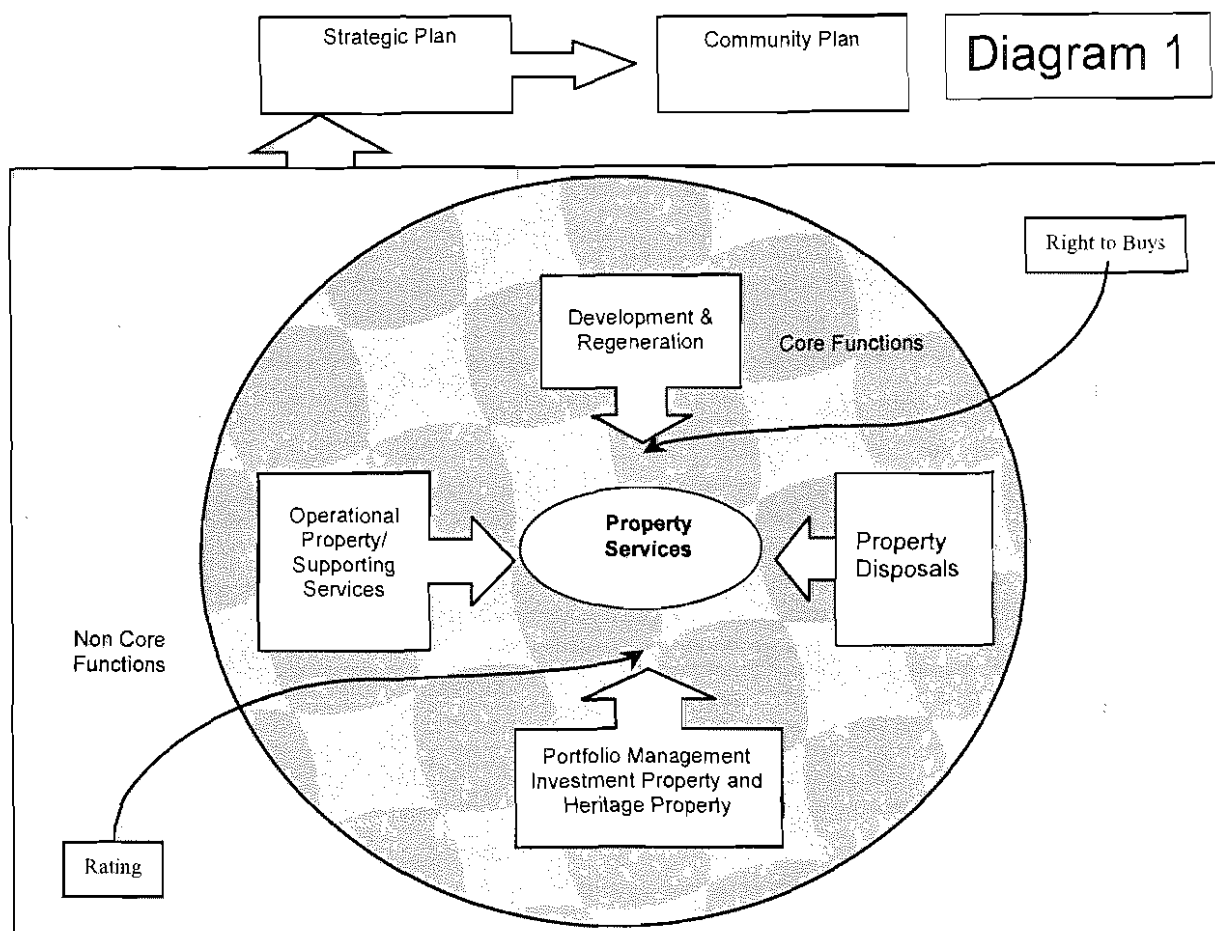 Strategic Plan
Community Plan
Diagram 1
Right to Buys
Development &
Regeneration
Core Functions
Operational
Property/
Supporting
Services
Property
Services
Property
Disposals
Non Core
Functions
Portfolio Management
Investment Property and
Heritage Property
Rating